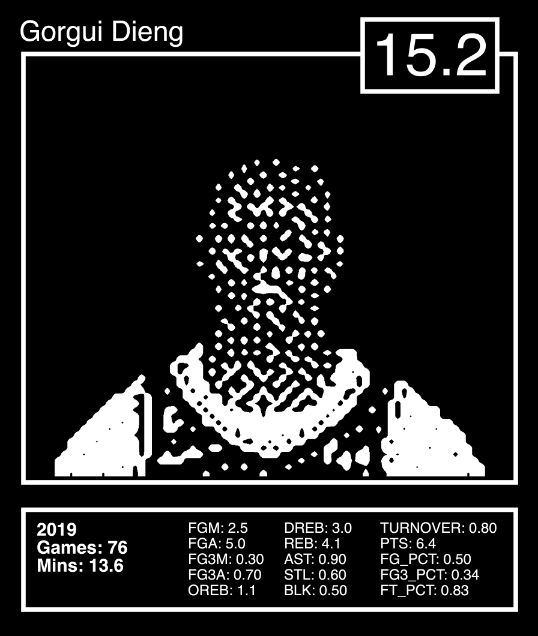 Gorgui Dieng
15.2
2019
Games: 76
Mins: 13.6
FGM: 2.5
FGA: 5.0
FG3M: 0.30
FG3A: 0.70
OREB: 1.1
DREB: 3.0
REB: 4.1
AST: 0.90
STL: 0.60
BLK: 0.50
TURNOVER: 0.80
PTS: 6.4
FG_PCT: 0.50
FG3_PCT: 0.34
FT_PCT: 0.83